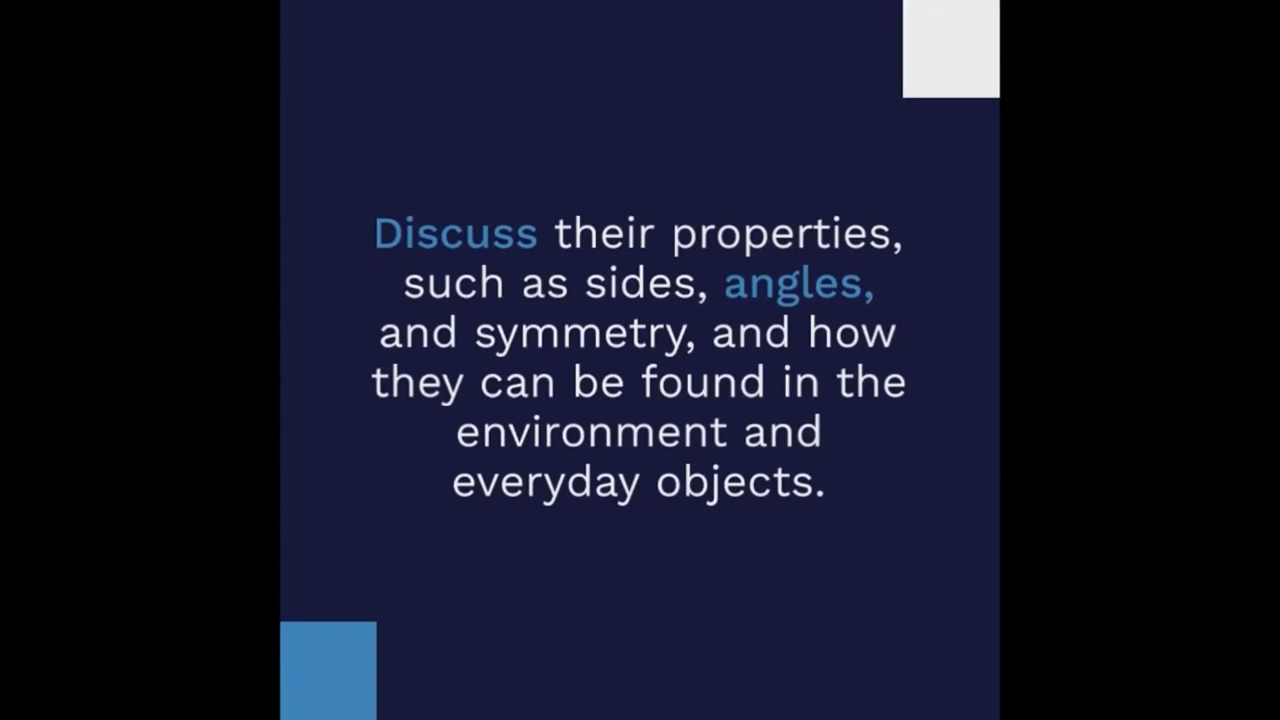 Discuss their properties,
such as sides, angles,
and symmetry, and how
they can be found in the
environment and
everyday objects.